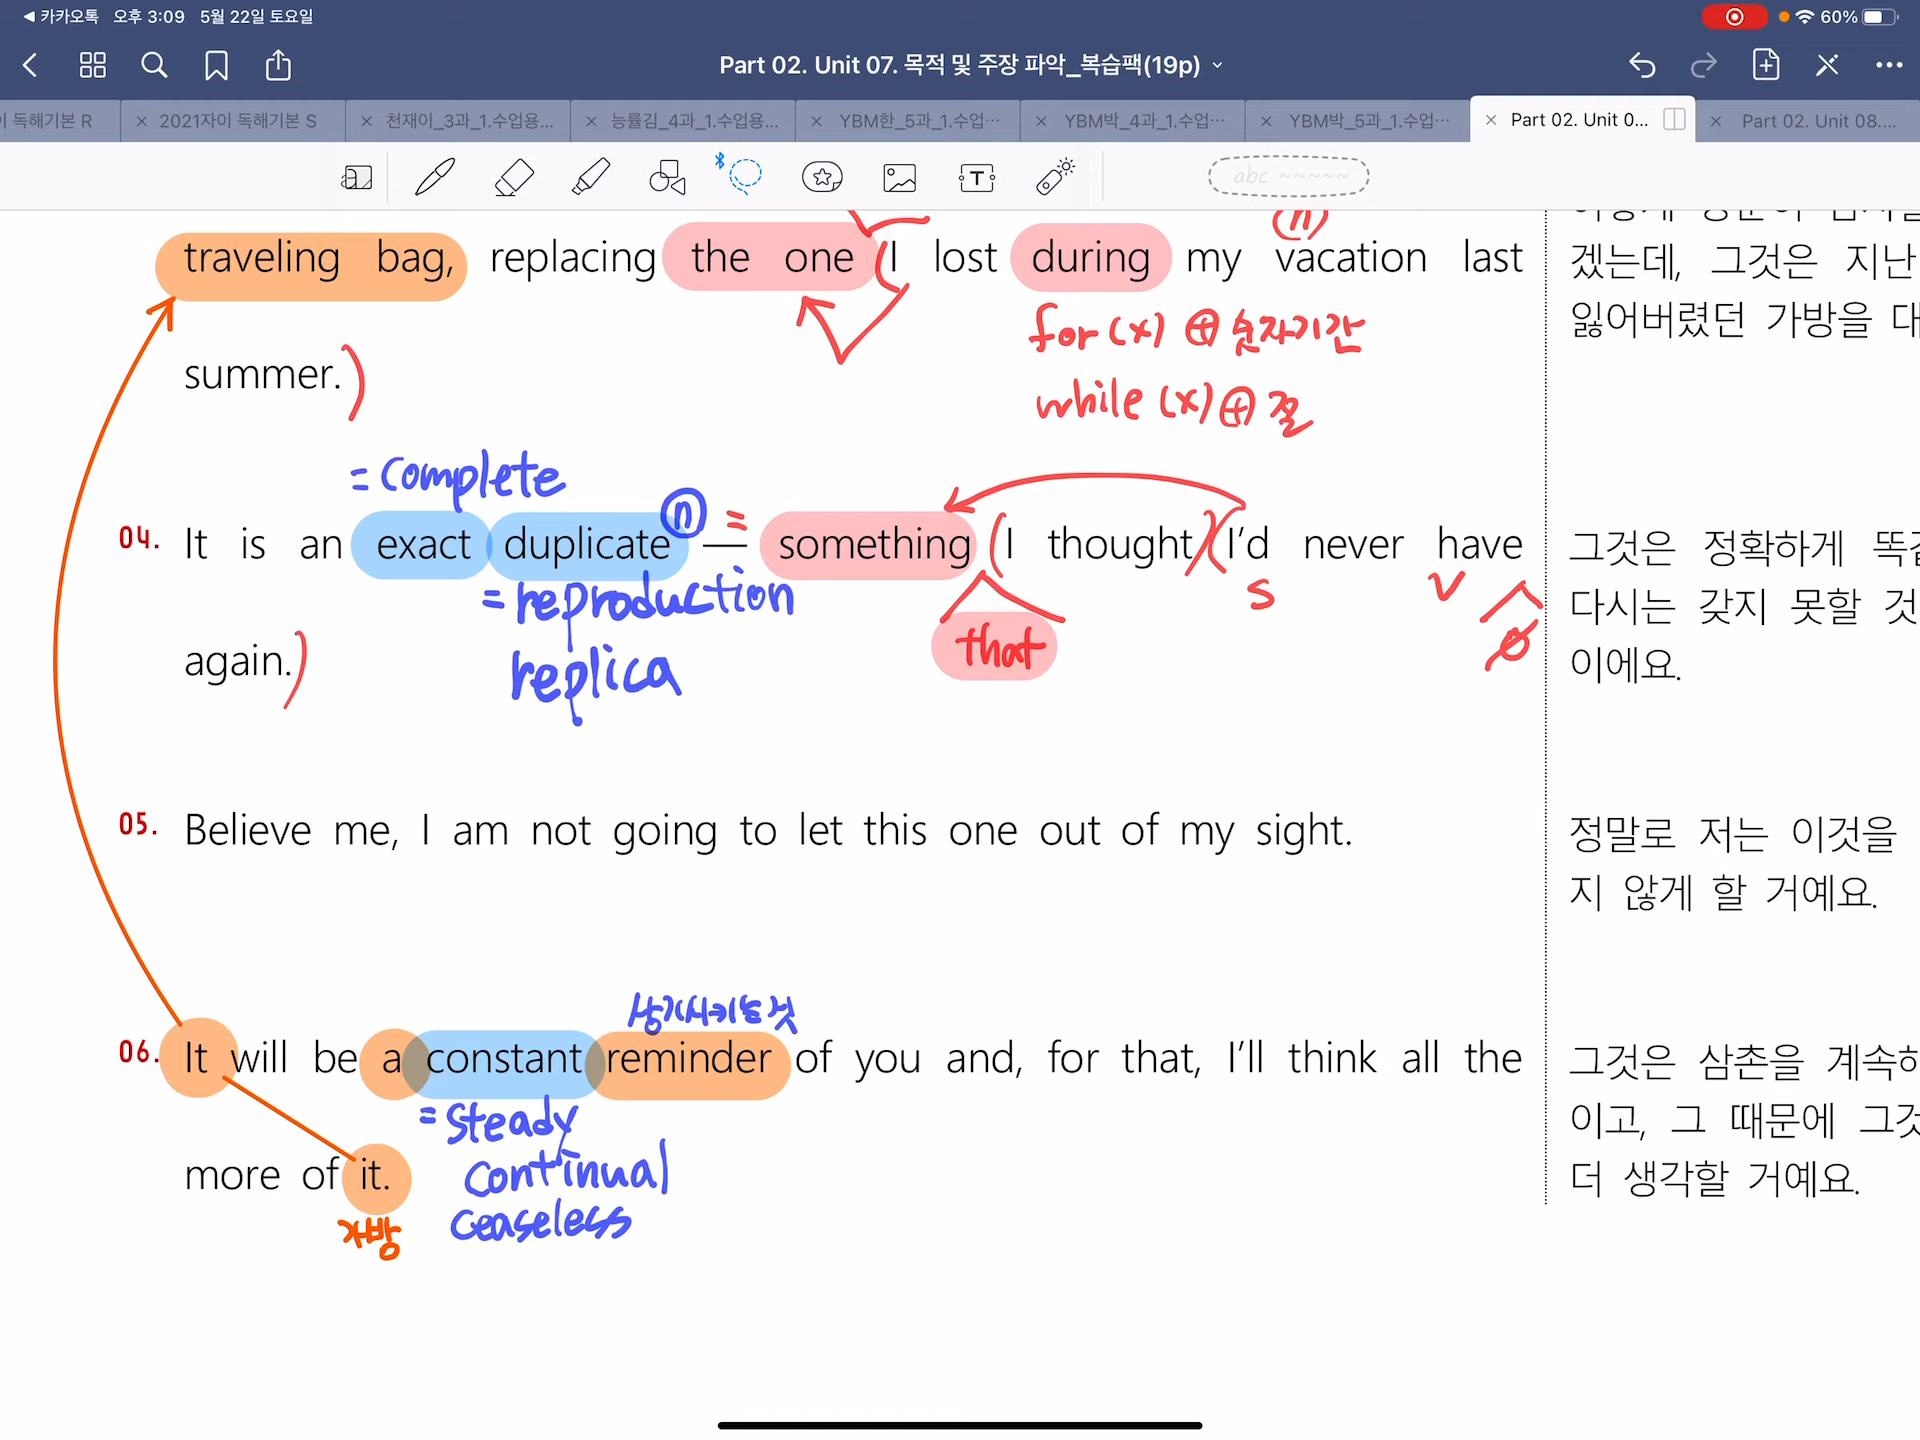 카카오톡 오후 3:09 5월 22일 토요일
60%
Part 02. Unit 07. 목적 및 주장 파악_복습팩(19p)
독해기본 R
2021자이 독해기본 S
천재이_3과_1.수업용...
능률김_4과_1.수업용...
YBM한_5과_1.수업...
YBM박_4과_1.수업...
YBM박_5과_1.수업...
Part 02. Unit 0...
Part 02. Unit 08....
abc
(n)
traveling bag, replacing the one (I lost during my vacation last
겠는데, 그것은 지난
for (x) ⊕ 숫자기간
잃어버렸던 가방을 대
summer.)
while (x) ⊕ 절
= complete
04. It is an exact duplicate ⓝ — = something (I thought)(I'd never have
그것은 정확하게 똑같
= reproduction
S
V
다시는 갖지 못할 것
that
again.)
replica
이에요.
05. Believe me, I am not going to let this one out of my sight.
정말로 저는 이것을
지 않게 할 거예요.
상기시키는 것
06. It will be a constant reminder of you and, for that, I'll think all the
그것은 삼촌을 계속하
= steady
이고, 그 때문에 그것
more of it.
continual
더 생각할 거예요.
가방
ceaseless